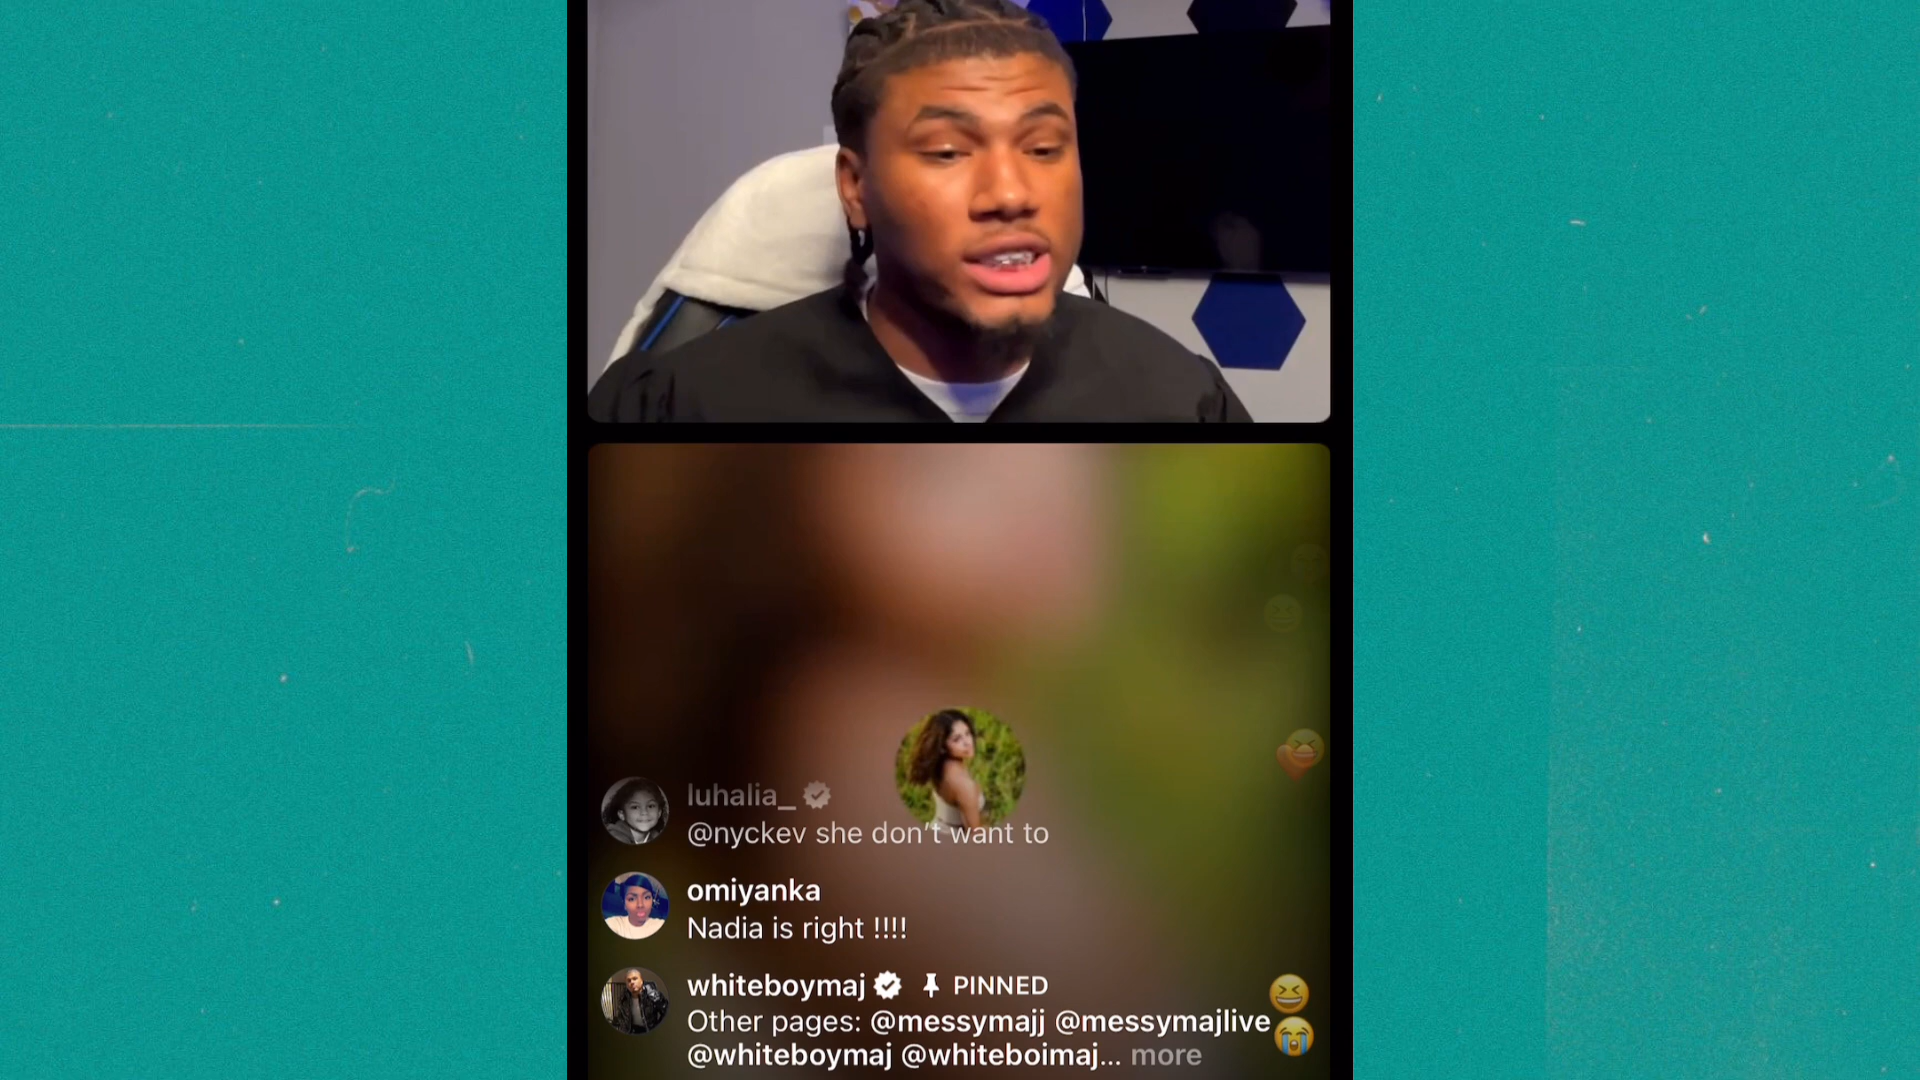 luhalia_
@nyckev she don't want to
omiyanka
Nadia is right !!!!
whiteboymaj PINNED
Other pages: @messymajj @messymajlive
@whiteboymaj @whiteboimaj... more